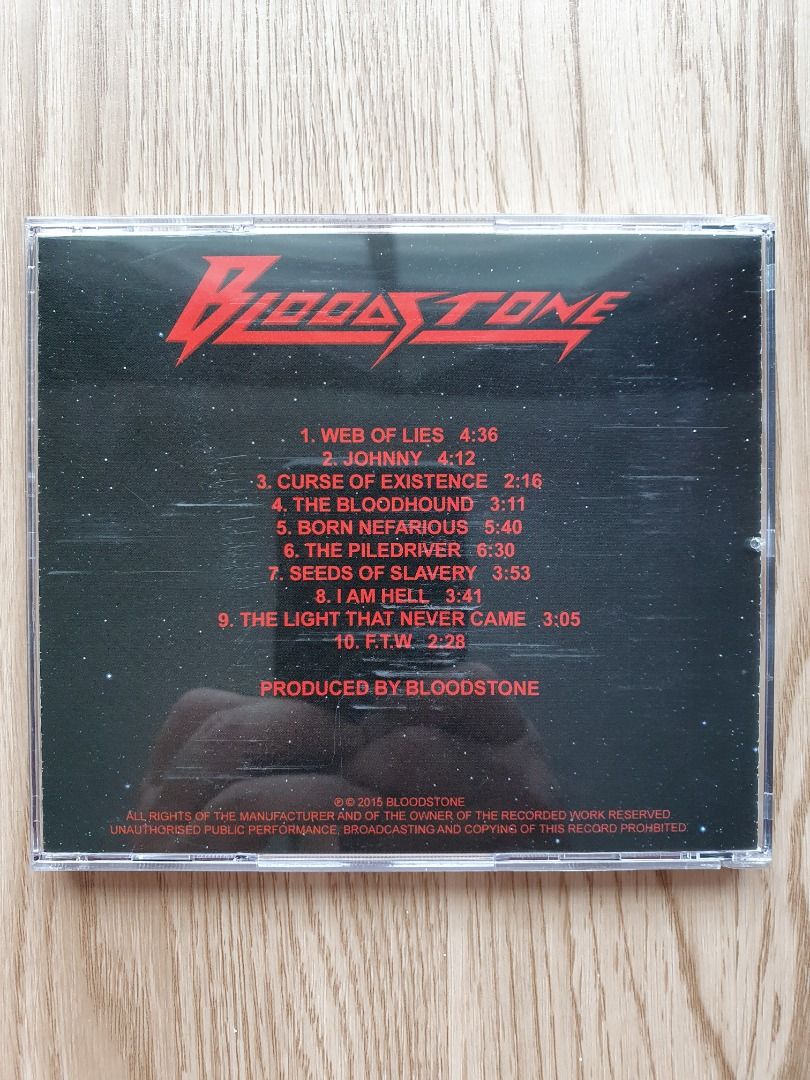 BLOODSTONE
1. WEB OF LIES 4:36
2. JOHNNY 4:12
3. CURSE OF EXISTENCE 2:16
4. THE BLOODHOUND 3:11
5. BORN NEFARIOUS 5:40
6. THE PILEDRIVER 6:30
7. SEEDS OF SLAVERY 3:53
8. I AM HELL 3:41
9. THE LIGHT THAT NEVER CAME 3:05
10. F.T.W. 2:28
PRODUCED BY BLOODSTONE
℗ © 2015 BLOODSTONE
ALL RIGHTS OF THE MANUFACTURER AND OF THE OWNER OF THE RECORDED WORK RESERVED.
UNAUTHORISED PUBLIC PERFORMANCE, BROADCASTING AND COPYING OF THIS RECORD PROHBITED